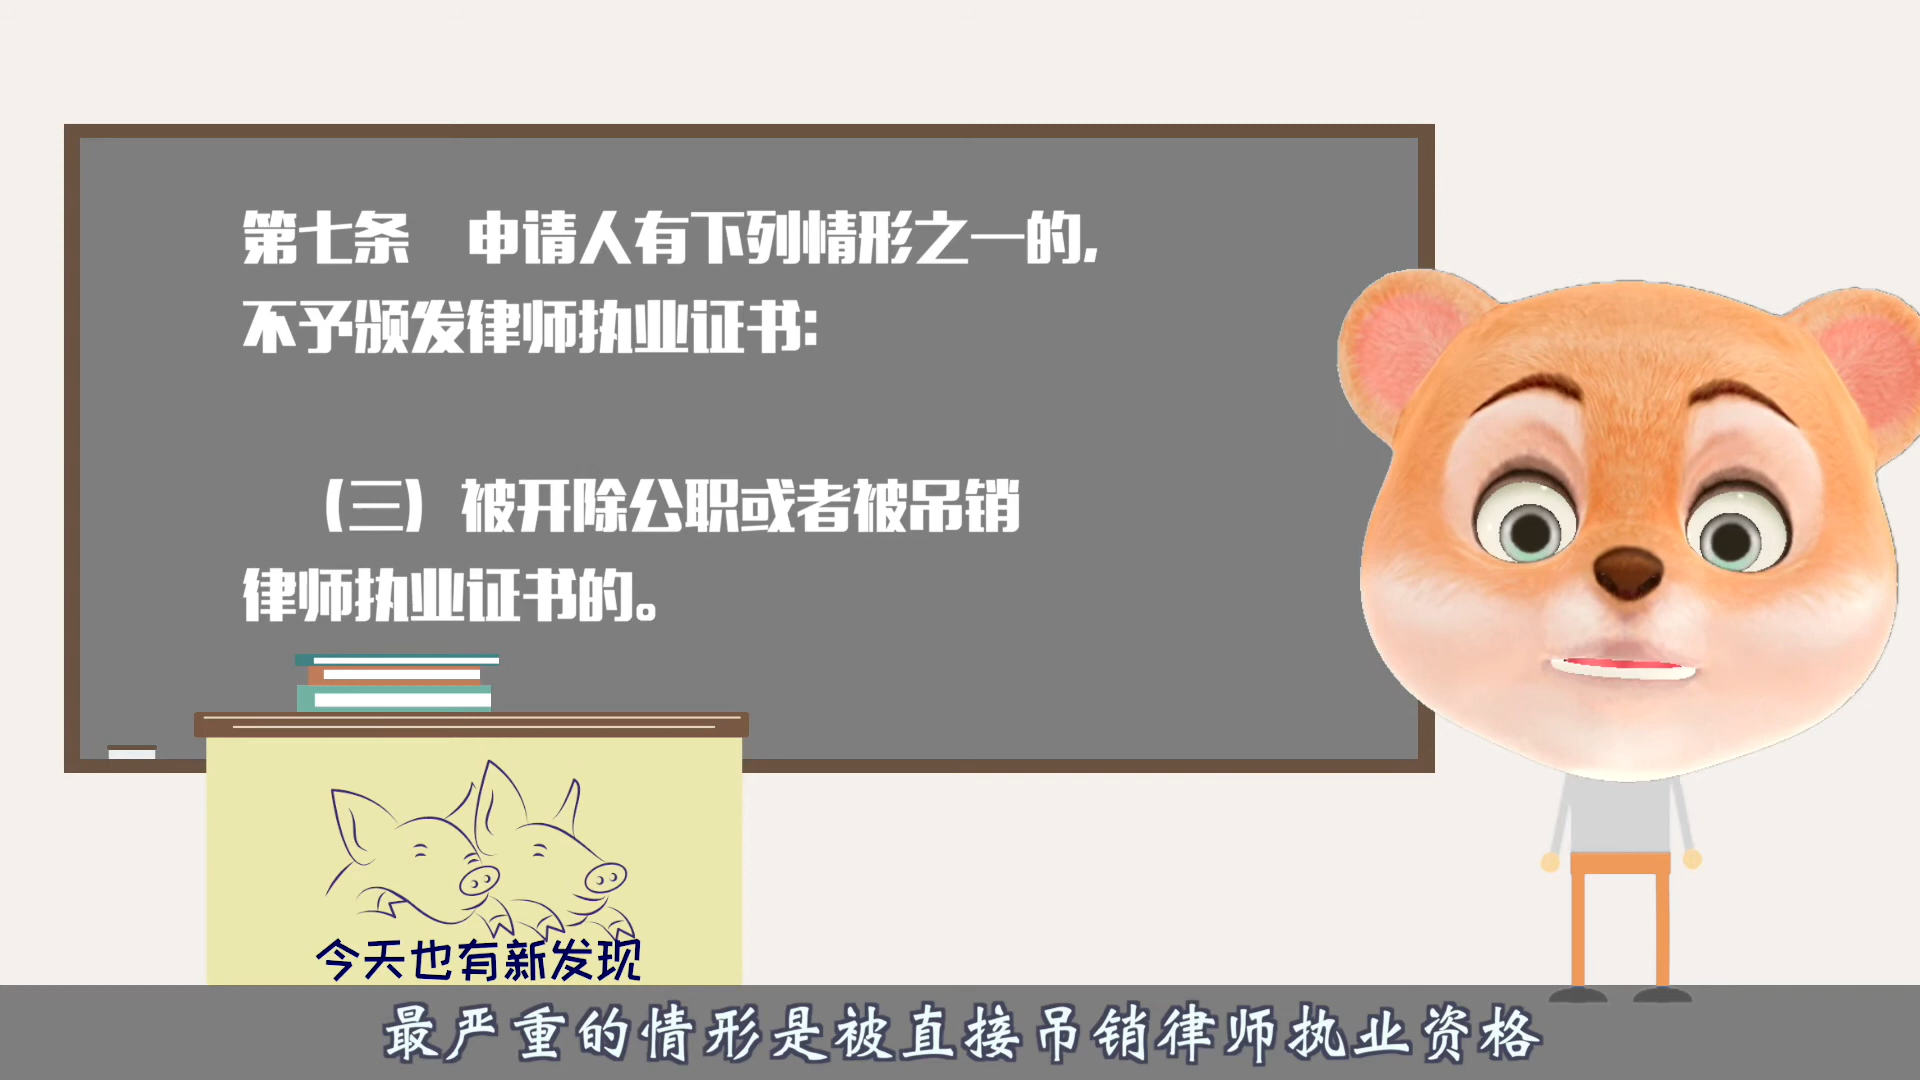 第七条　申请人有下列情形之一的，
不予颁发律师执业证书：
（三）被开除公职或者被吊销
律师执业证书的。
今天也有新发现
最严重的情形是被直接吊销律师执业资格